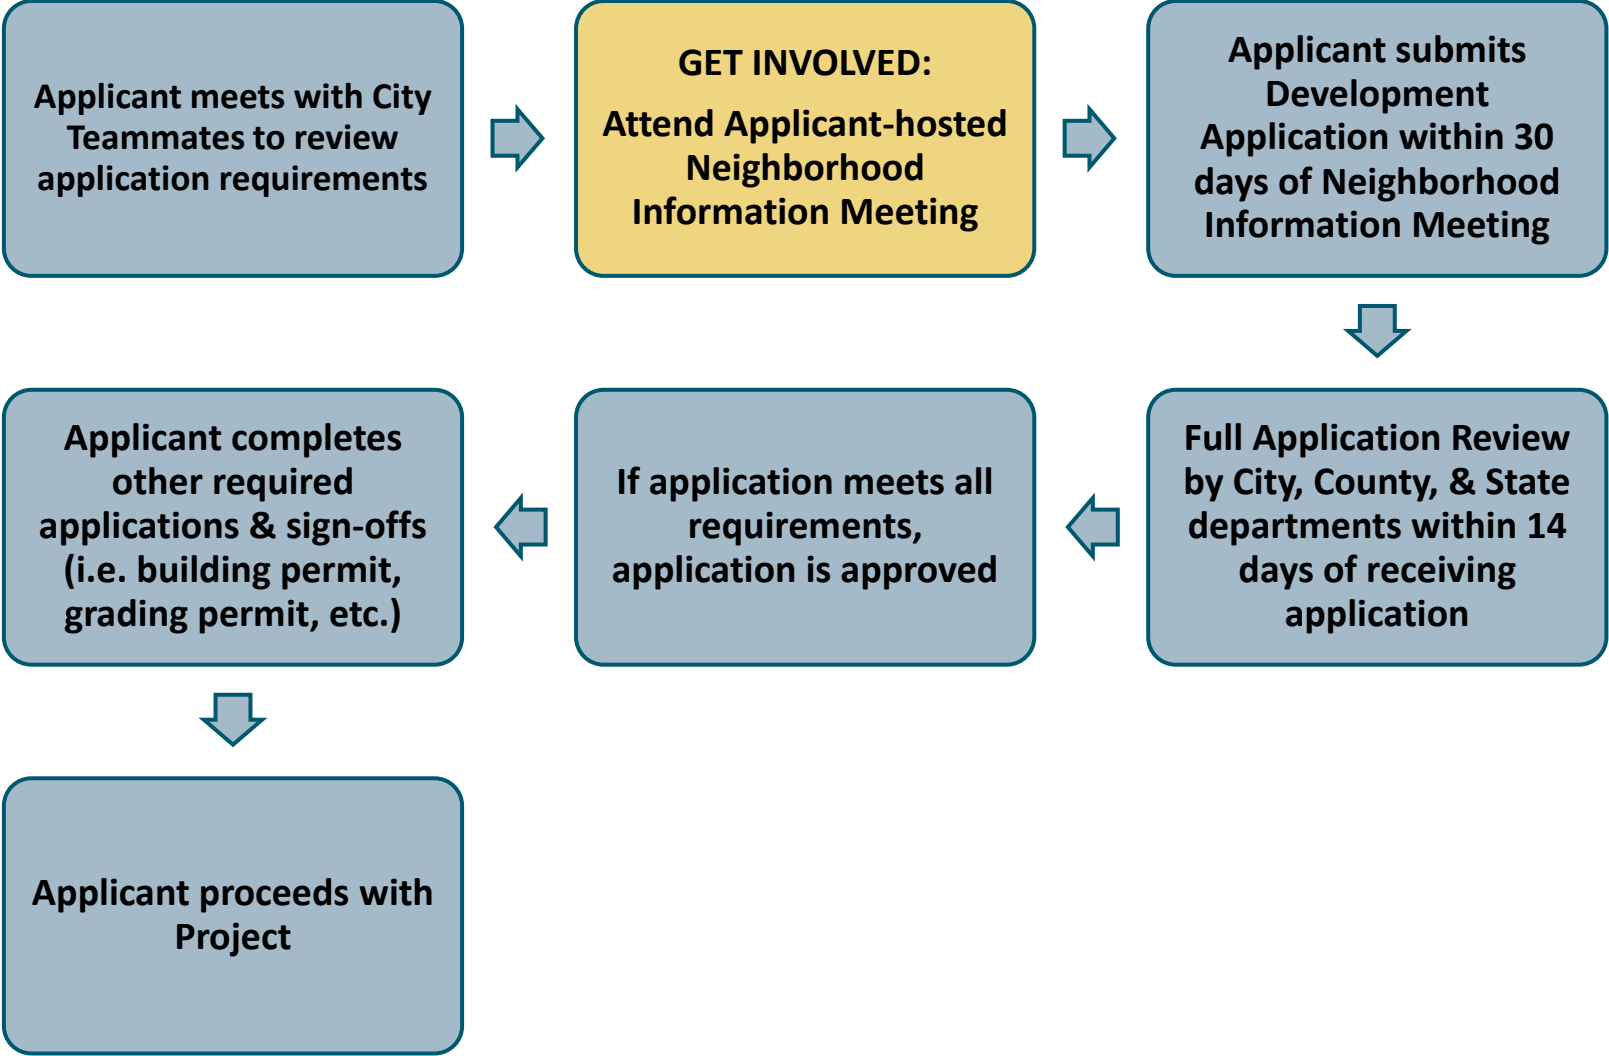 Applicant meets with City
Teammates to review
application requirements
GET INVOLVED:
Attend Applicant-hosted
Neighborhood
Information Meeting
Applicant submits
Development
Application within 30
days of Neighborhood
Information Meeting
Full Application Review
by City, County, & State
departments within 14
days of receiving
application
If application meets all
requirements,
application is approved
Applicant completes
other required
applications & sign-offs
(i.e. building permit,
grading permit, etc.)
Applicant proceeds with
Project